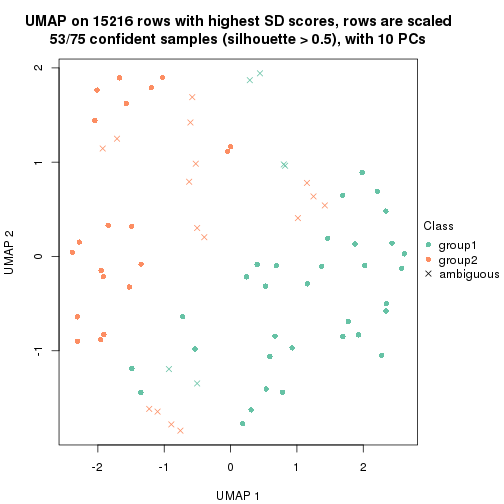 UMAP on 15216 rows with highest SD scores, rows are scaled
53/75 confident samples (silhouette > 0.5), with 10 PCs
2
1
0
-1
UMAP 2
-2
-1
0
1
2
UMAP 1
Class
group1
group2
ambiguous